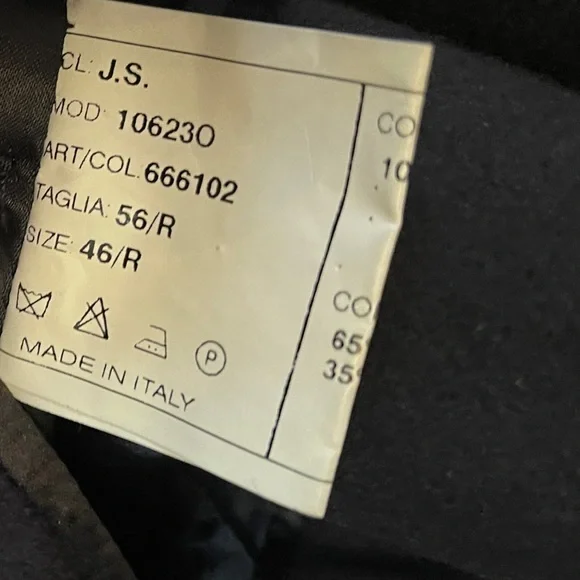 CL: J.S.
MOD: 106230
ART/COL. 666102
TAGLIA: 56/R
SIZE: 46/R
P
MADE IN ITALY
CO
10
CO
65
35